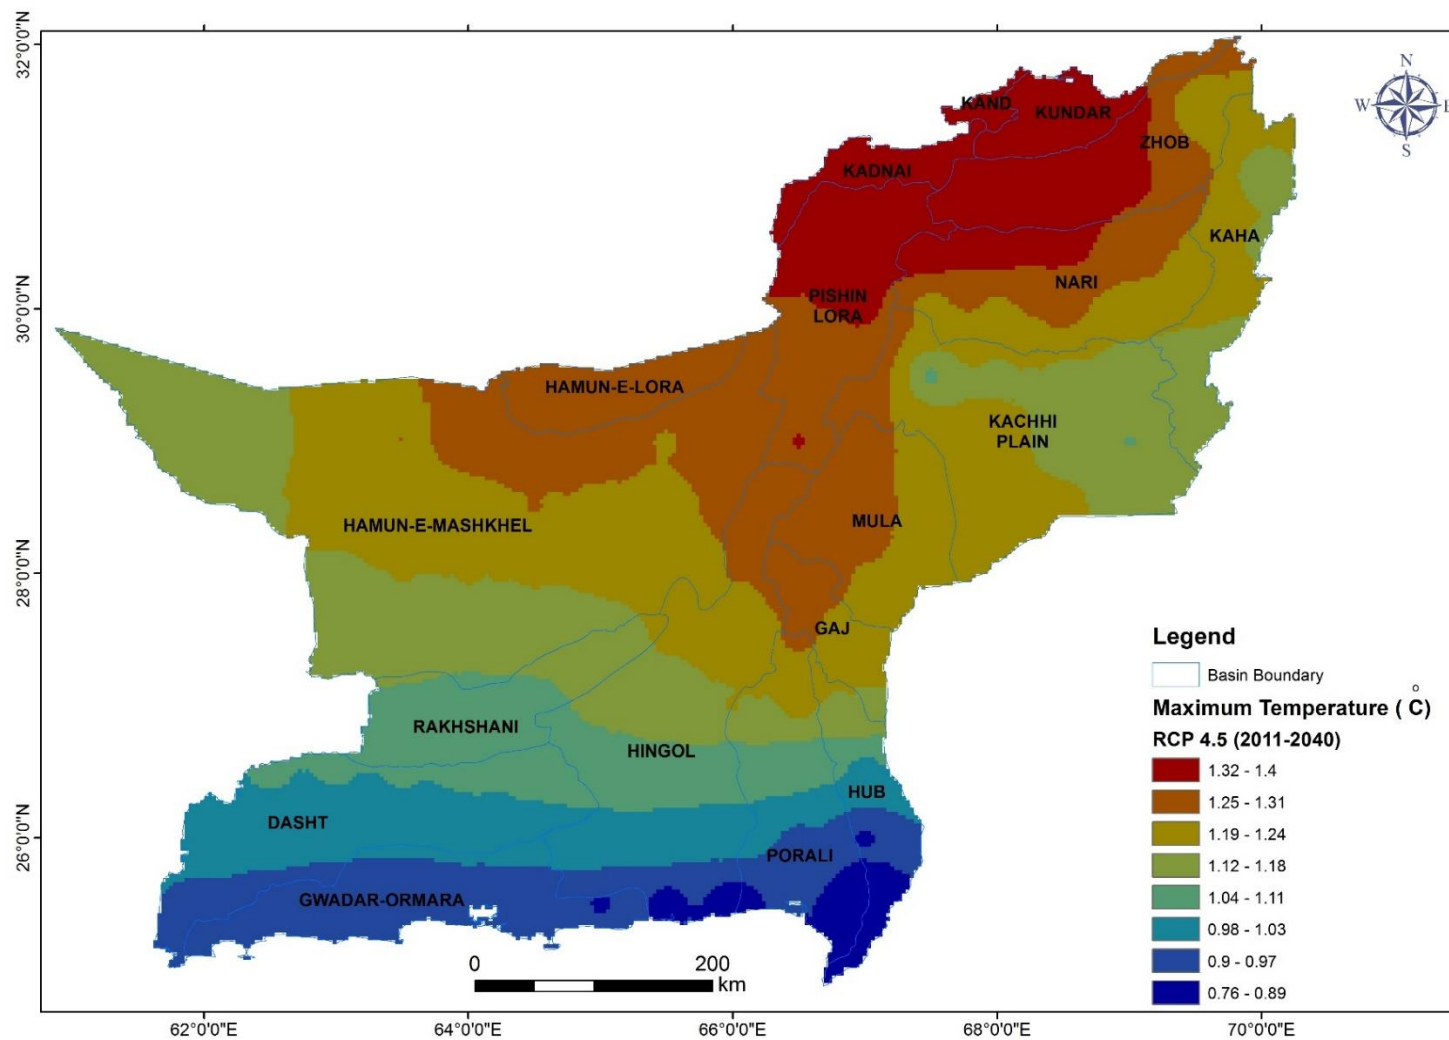 32°0'0"N
30°0'0"N
28°0'0"N
26°0'0"N
N
W
E
S
KAND
KUNDAR
ZHOB
KADNAI
KAHA
NARI
PISHIN
LORA
HAMUN-E-LORA
KACHHI
PLAIN
HAMUN-E-MASHKHEL
MULA
GAJ
RAKHSHANI
HINGOL
HUB
DASHT
PORALI
GWADAR-ORMARA
0 200
km
Legend
Basin Boundary
Maximum Temperature ( °C)
RCP 4.5 (2011-2040)
1.32 - 1.4
1.25 - 1.31
1.19 - 1.24
1.12 - 1.18
1.04 - 1.11
0.98 - 1.03
0.9 - 0.97
0.76 - 0.89
62°0'0"E 64°0'0"E 66°0'0"E 68°0'0"E 70°0'0"E